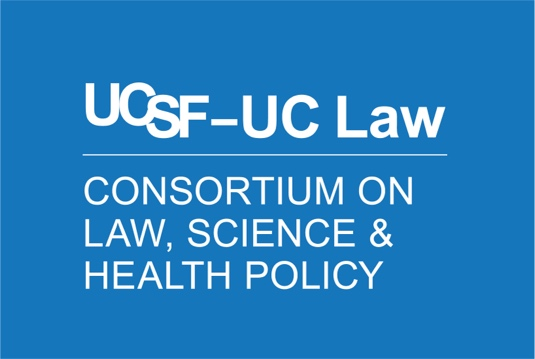 UCSF–UC Law
CONSORTIUM ON
LAW, SCIENCE &
HEALTH POLICY